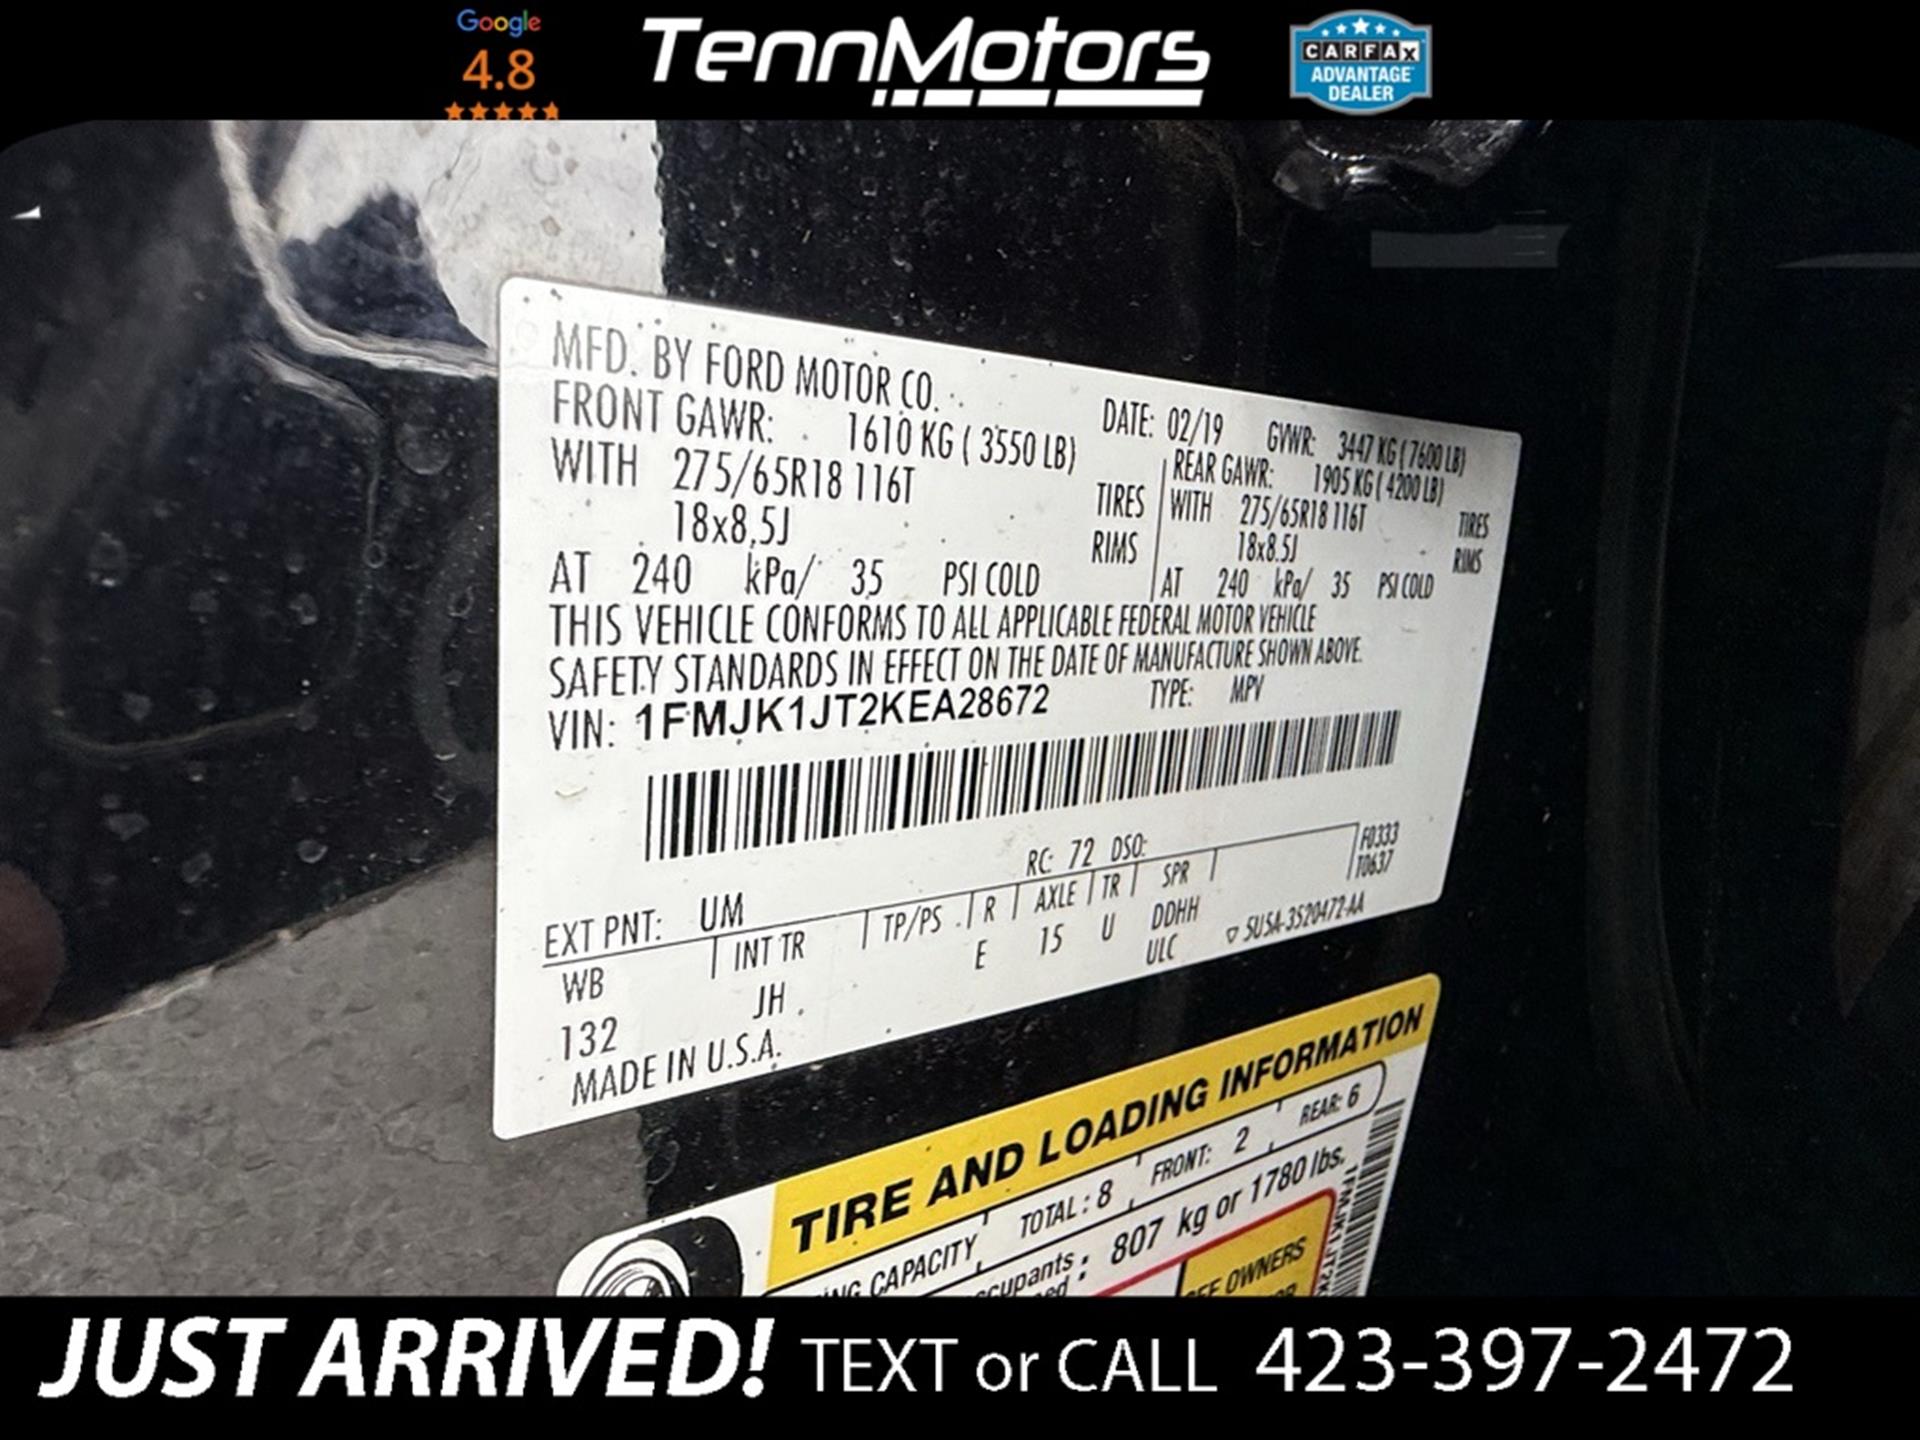 Google
4.8
TennMotors
CARFAX
ADVANTAGE
DEALER
MFD. BY FORD MOTOR CO.
DATE: 02/19 GVWR: 3447 KG (7600 LB)
FRONT GAWR: 1610 KG (3550 LB)
REAR GAWR: 1905 KG (4200 LB)
WITH 275/65R18 116T TIRES
WITH 275/65R18 116T TIRES
18x8.5J RIMS
18x8.5J RIMS
AT 240 kPa/ 35 PSI COLD
AT 240 kPa/ 35 PSI COLD
THIS VEHICLE CONFORMS TO ALL APPLICABLE FEDERAL MOTOR VEHICLE
SAFETY STANDARDS IN EFFECT ON THE DATE OF MANUFACTURE SHOWN ABOVE.
VIN: 1FMJK1JT2KEA28672
TYPE: MPV
F0333
T0637
RC: 72 DSO:
EXT PNT: UM
WB INT TR TP/PS R AXLE TR SPR
132 JH E 15 U DDHH
ULC
5U5A-3520472-AA
MADE IN U.S.A.
TIRE AND LOADING INFORMATION
CAPACITY TOTAL: 8 FRONT: 2 REAR: 6
807 kg or 1780 lbs.
OWNERS
JUST ARRIVED! TEXT or CALL 423-397-2472